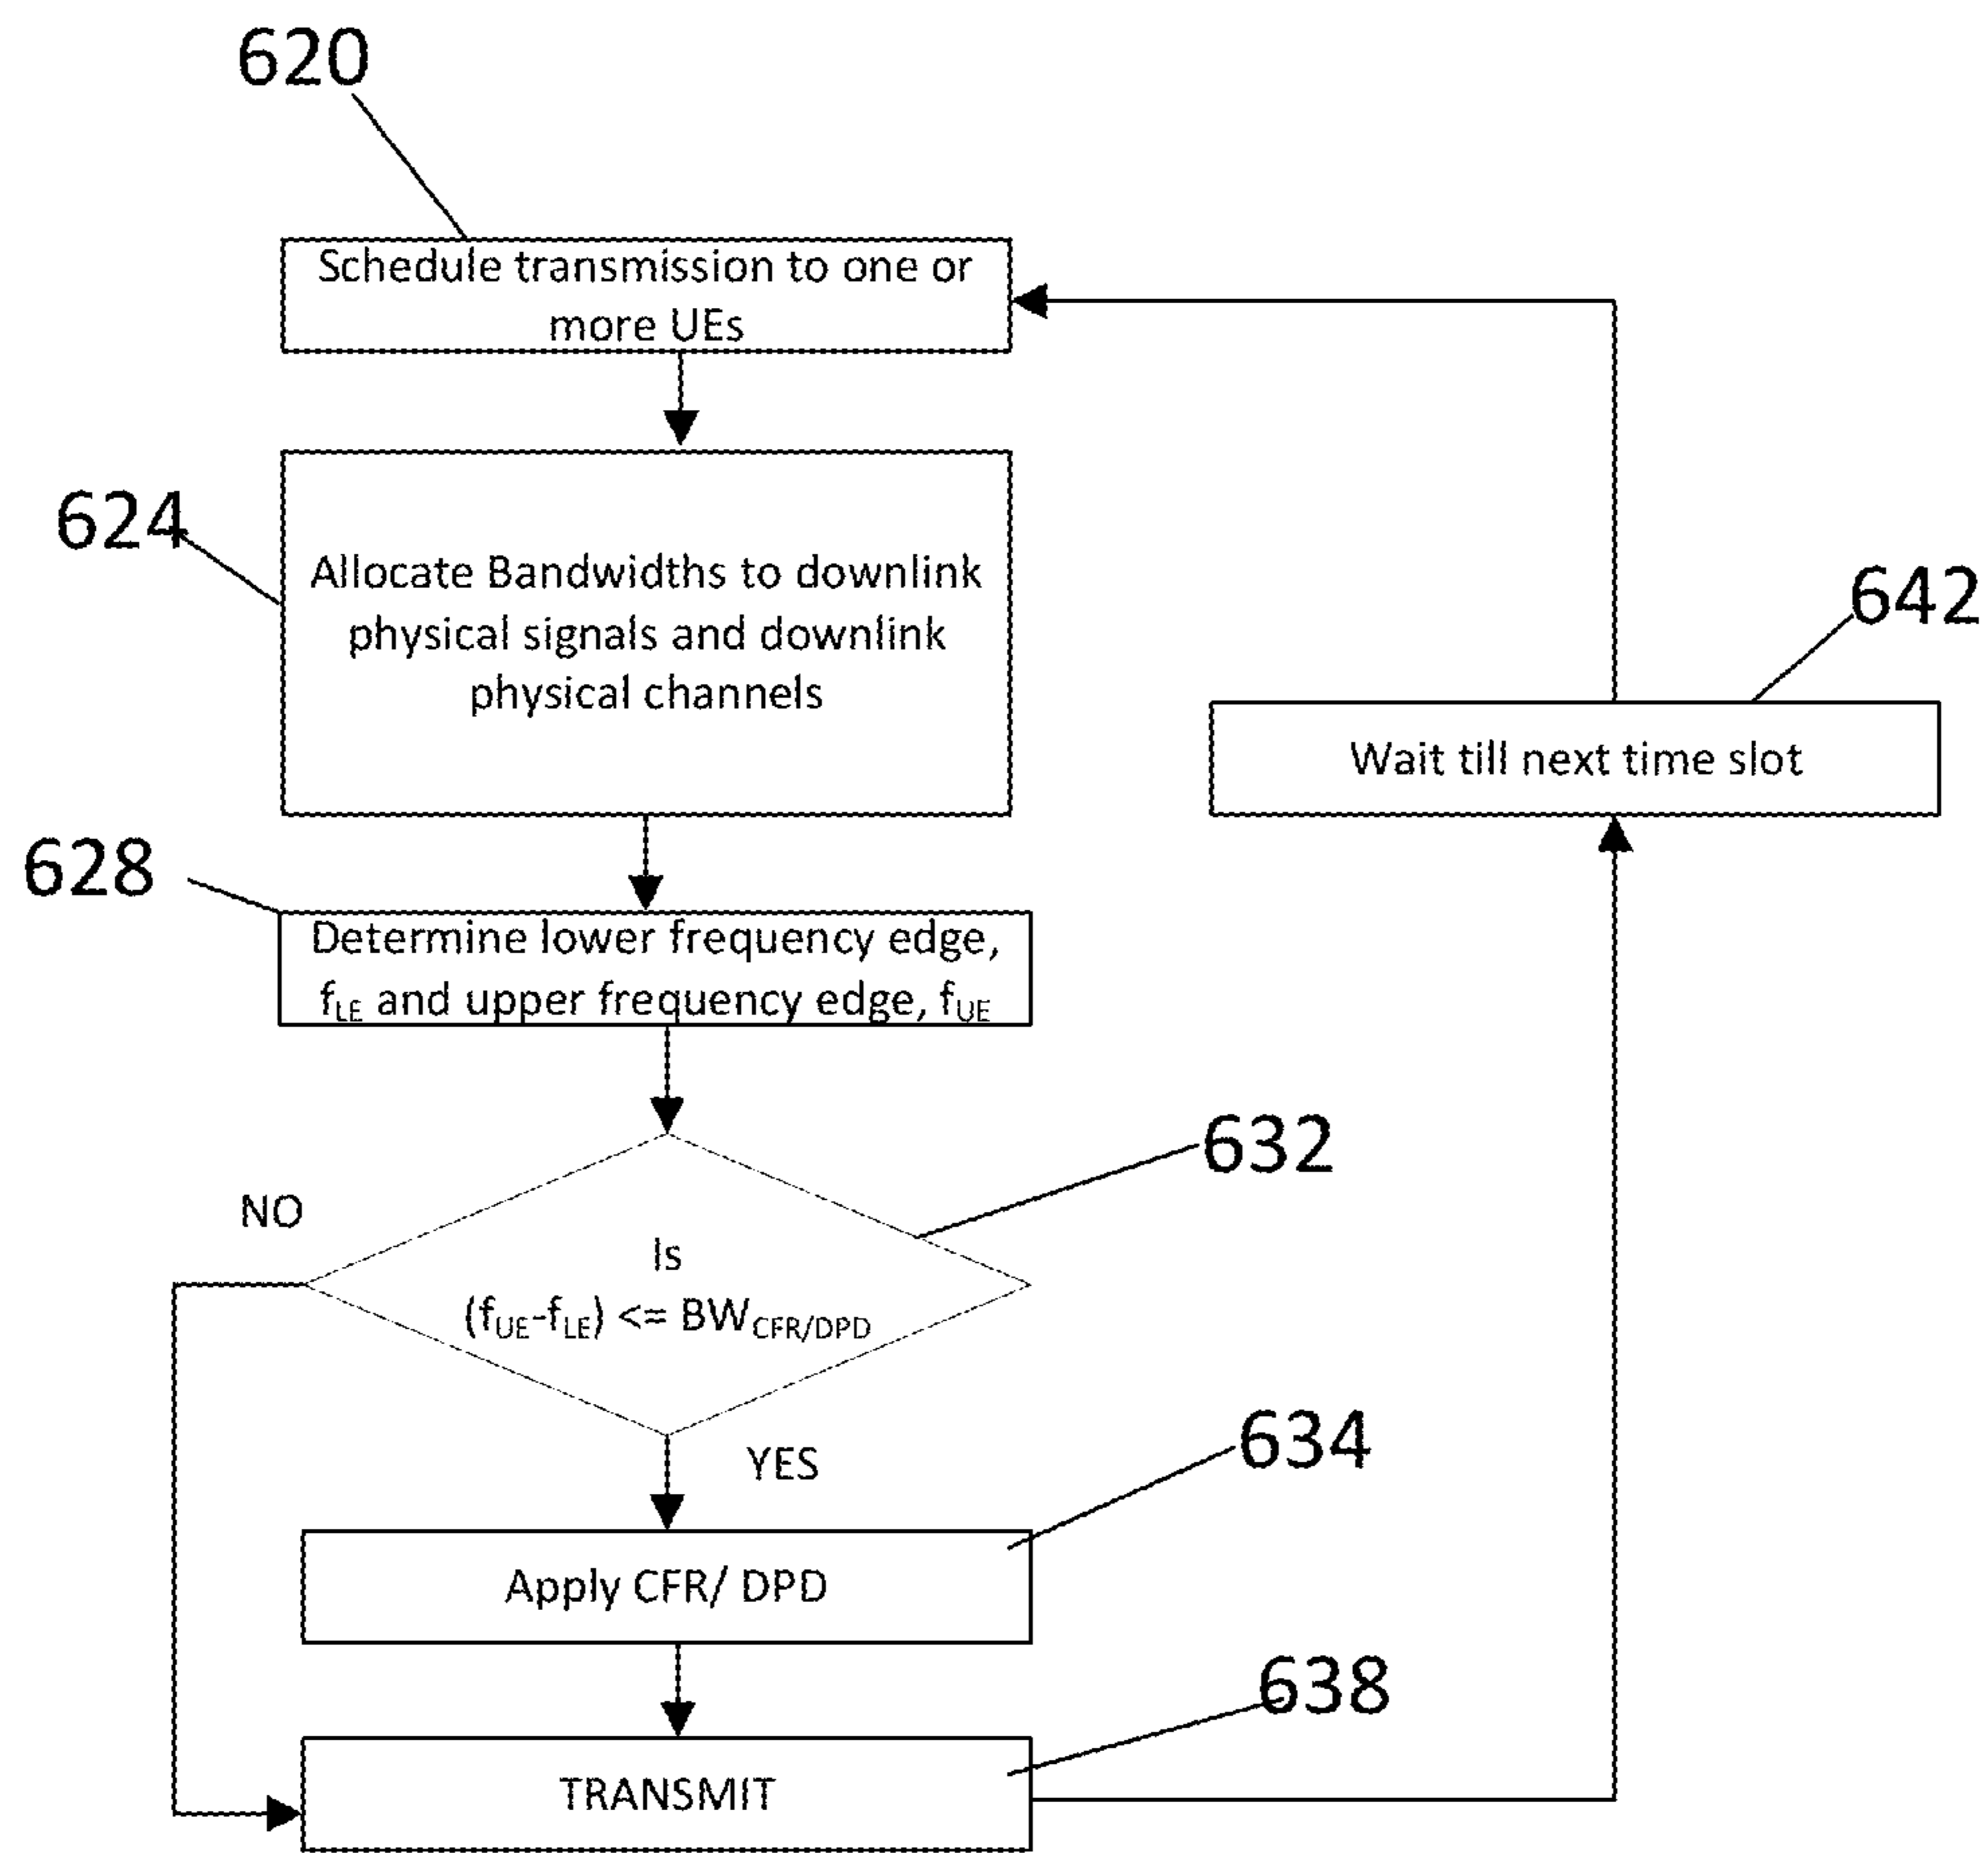 620
Schedule transmission to one or
more UEs
624
Allocate Bandwidths to downlink
physical signals and downlink
physical channels
642
Wait till next time slot
628
Determine lower frequency edge,
fLE and upper frequency edge, fUE
632
NO
Is
(fUE-fLE) <= BWCFR/DPD
YES
634
Apply CFR/ DPD
638
TRANSMIT